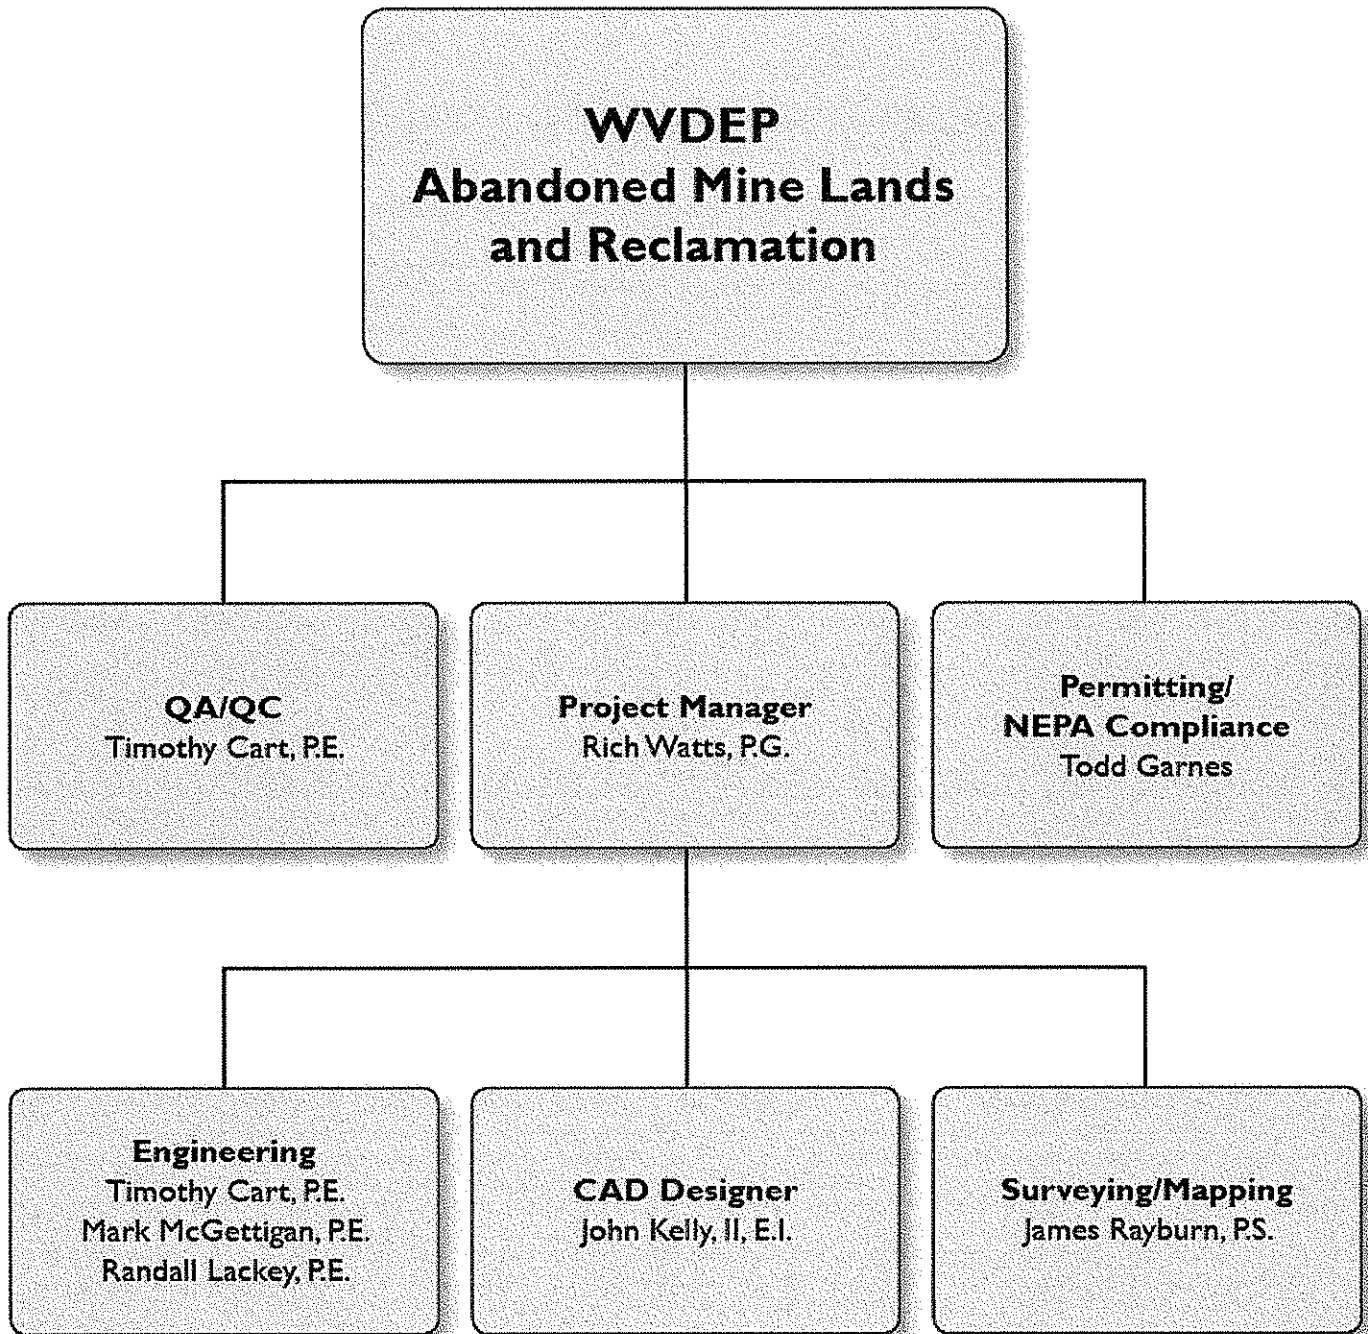 WVDEP
Abandoned Mine Lands
and Reclamation
QA/QC
Timothy Cart, P.E.
Project Manager
Rich Watts, P.G.
Permitting/
NEPA Compliance
Todd Garnes
Engineering
Timothy Cart, P.E.
Mark McGettigan, P.E.
Randall Lackey, P.E.
CAD Designer
John Kelly, II, E.I.
Surveying/Mapping
James Rayburn, P.S.